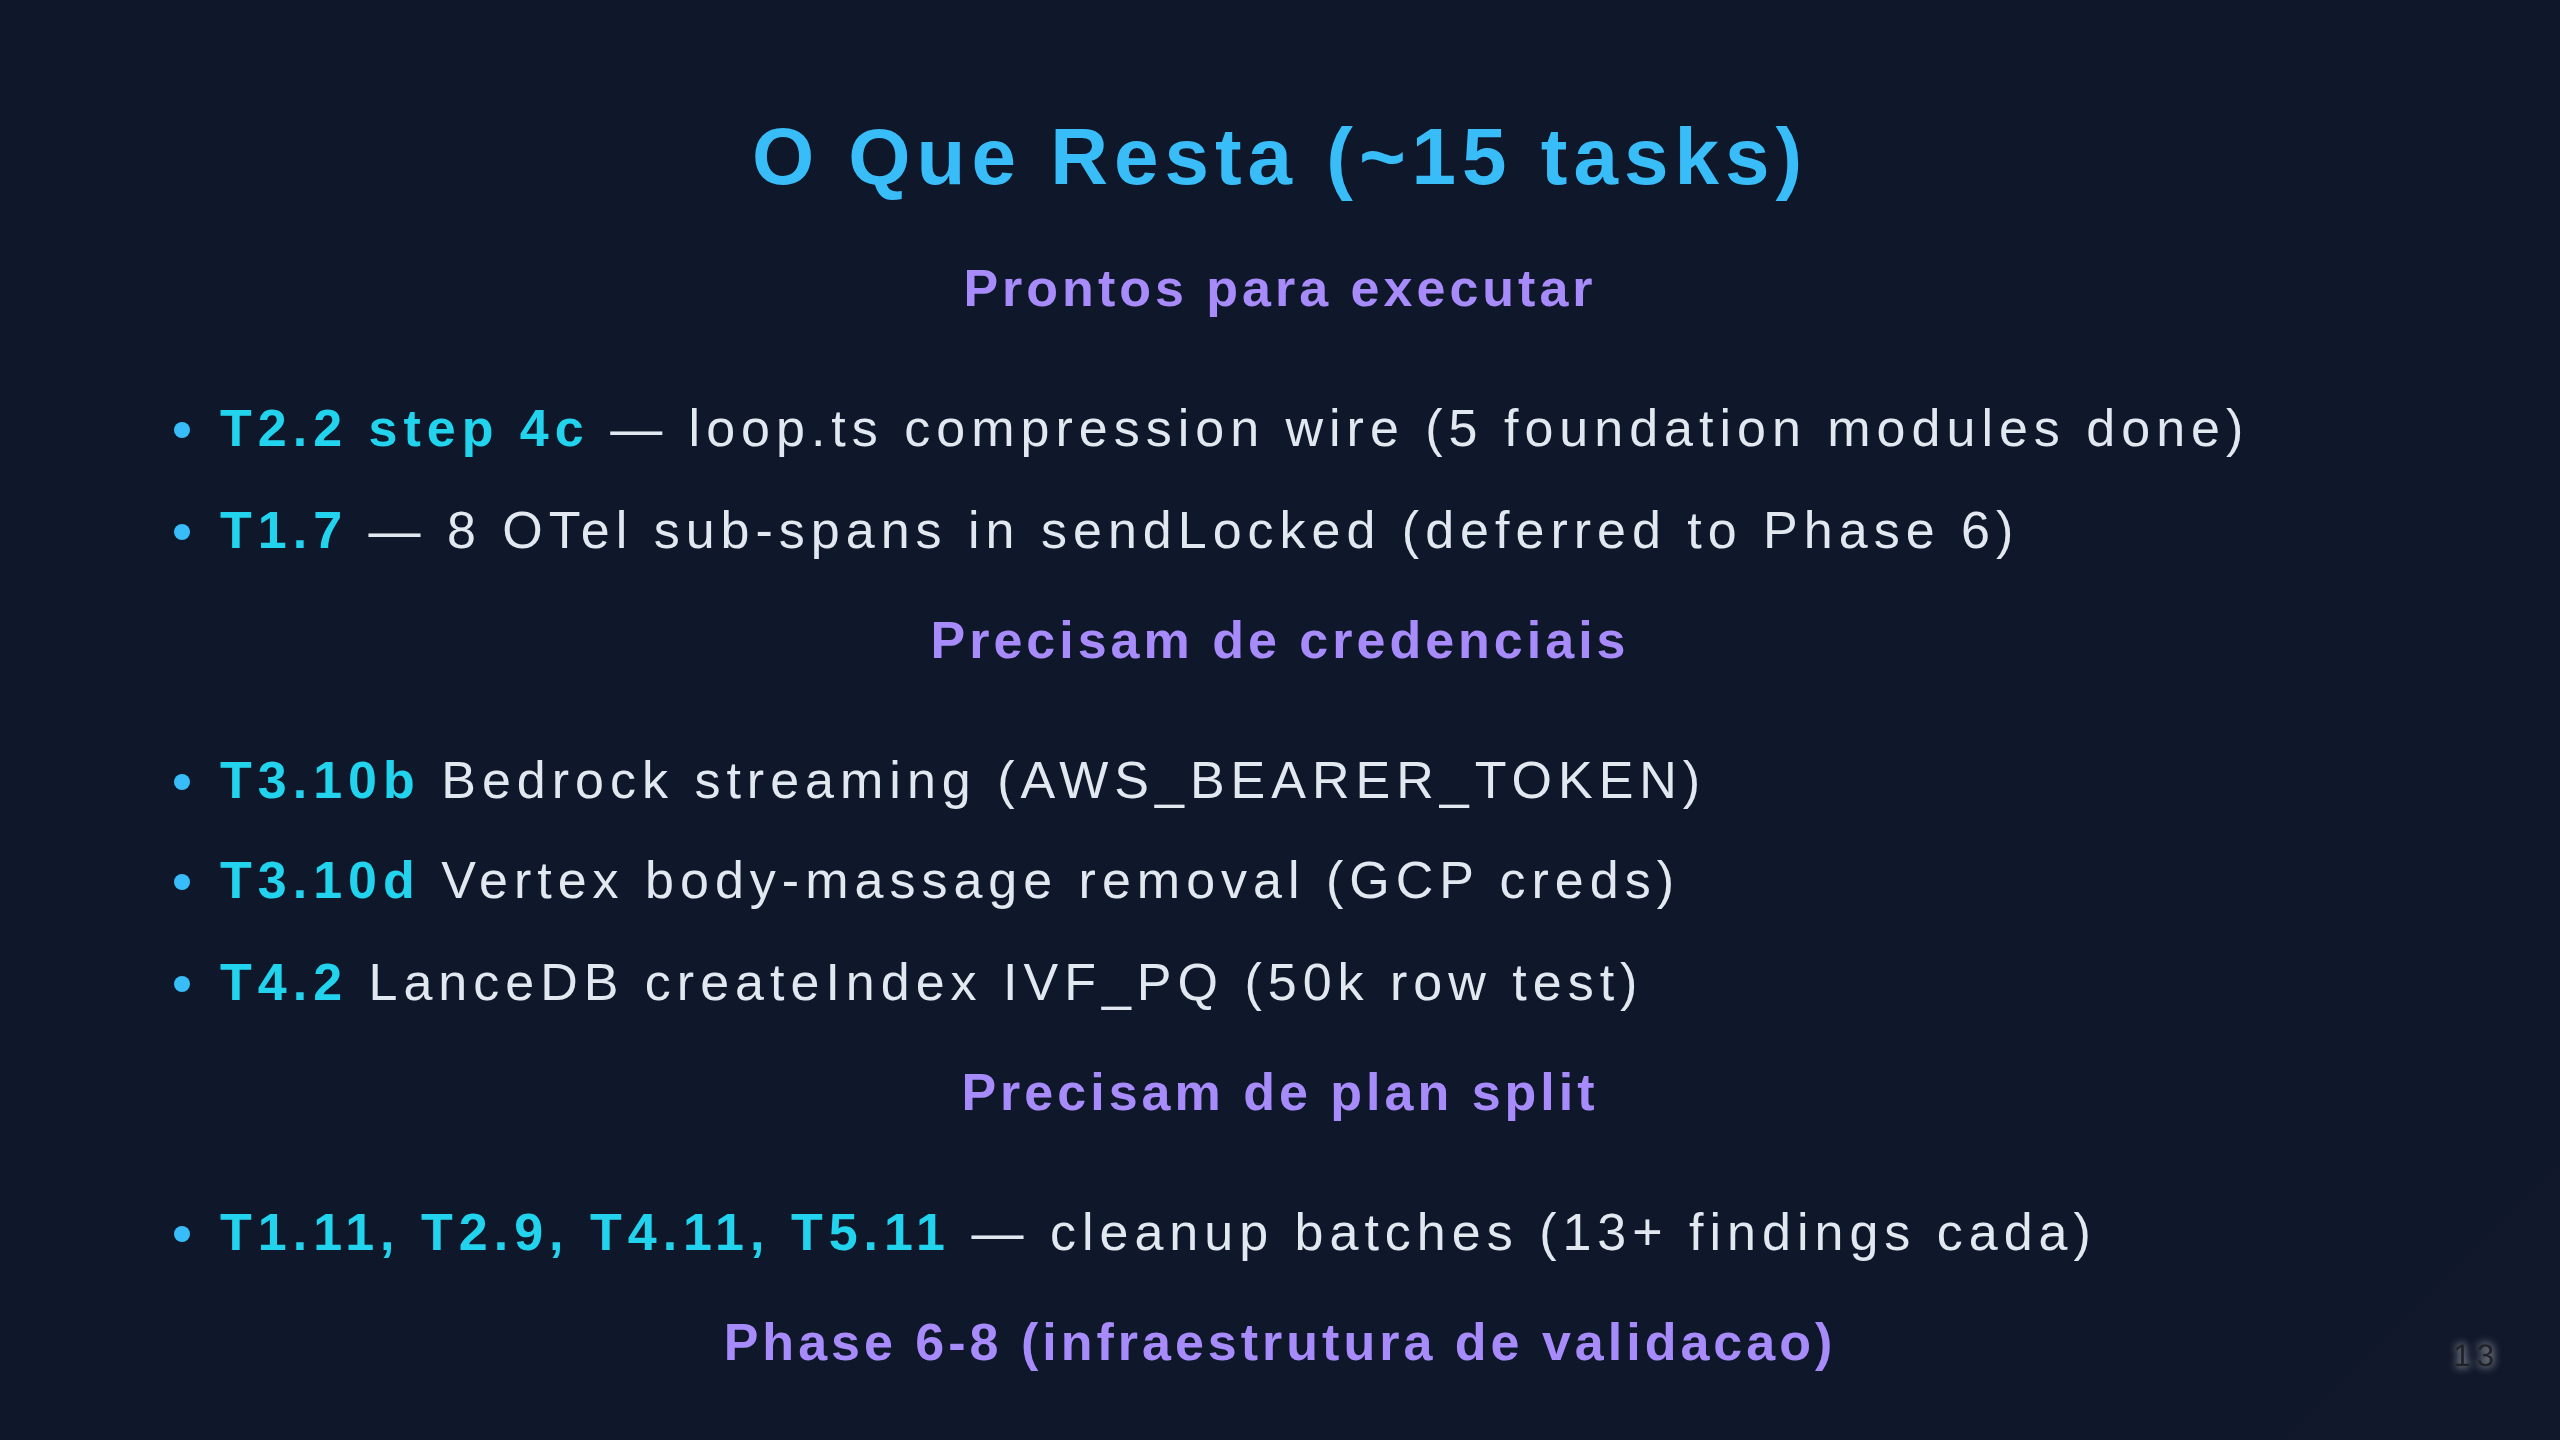 O Que Resta (~15 tasks)
Prontos para executar
• T2.2 step 4c — loop.ts compression wire (5 foundation modules done)
• T1.7 — 8 OTel sub-spans in sendLocked (deferred to Phase 6)
Precisam de credenciais
• T3.10b Bedrock streaming (AWS_BEARER_TOKEN)
• T3.10d Vertex body-massage removal (GCP creds)
• T4.2 LanceDB createIndex IVF_PQ (50k row test)
Precisam de plan split
• T1.11, T2.9, T4.11, T5.11 — cleanup batches (13+ findings cada)
Phase 6-8 (infraestrutura de validacao)
13